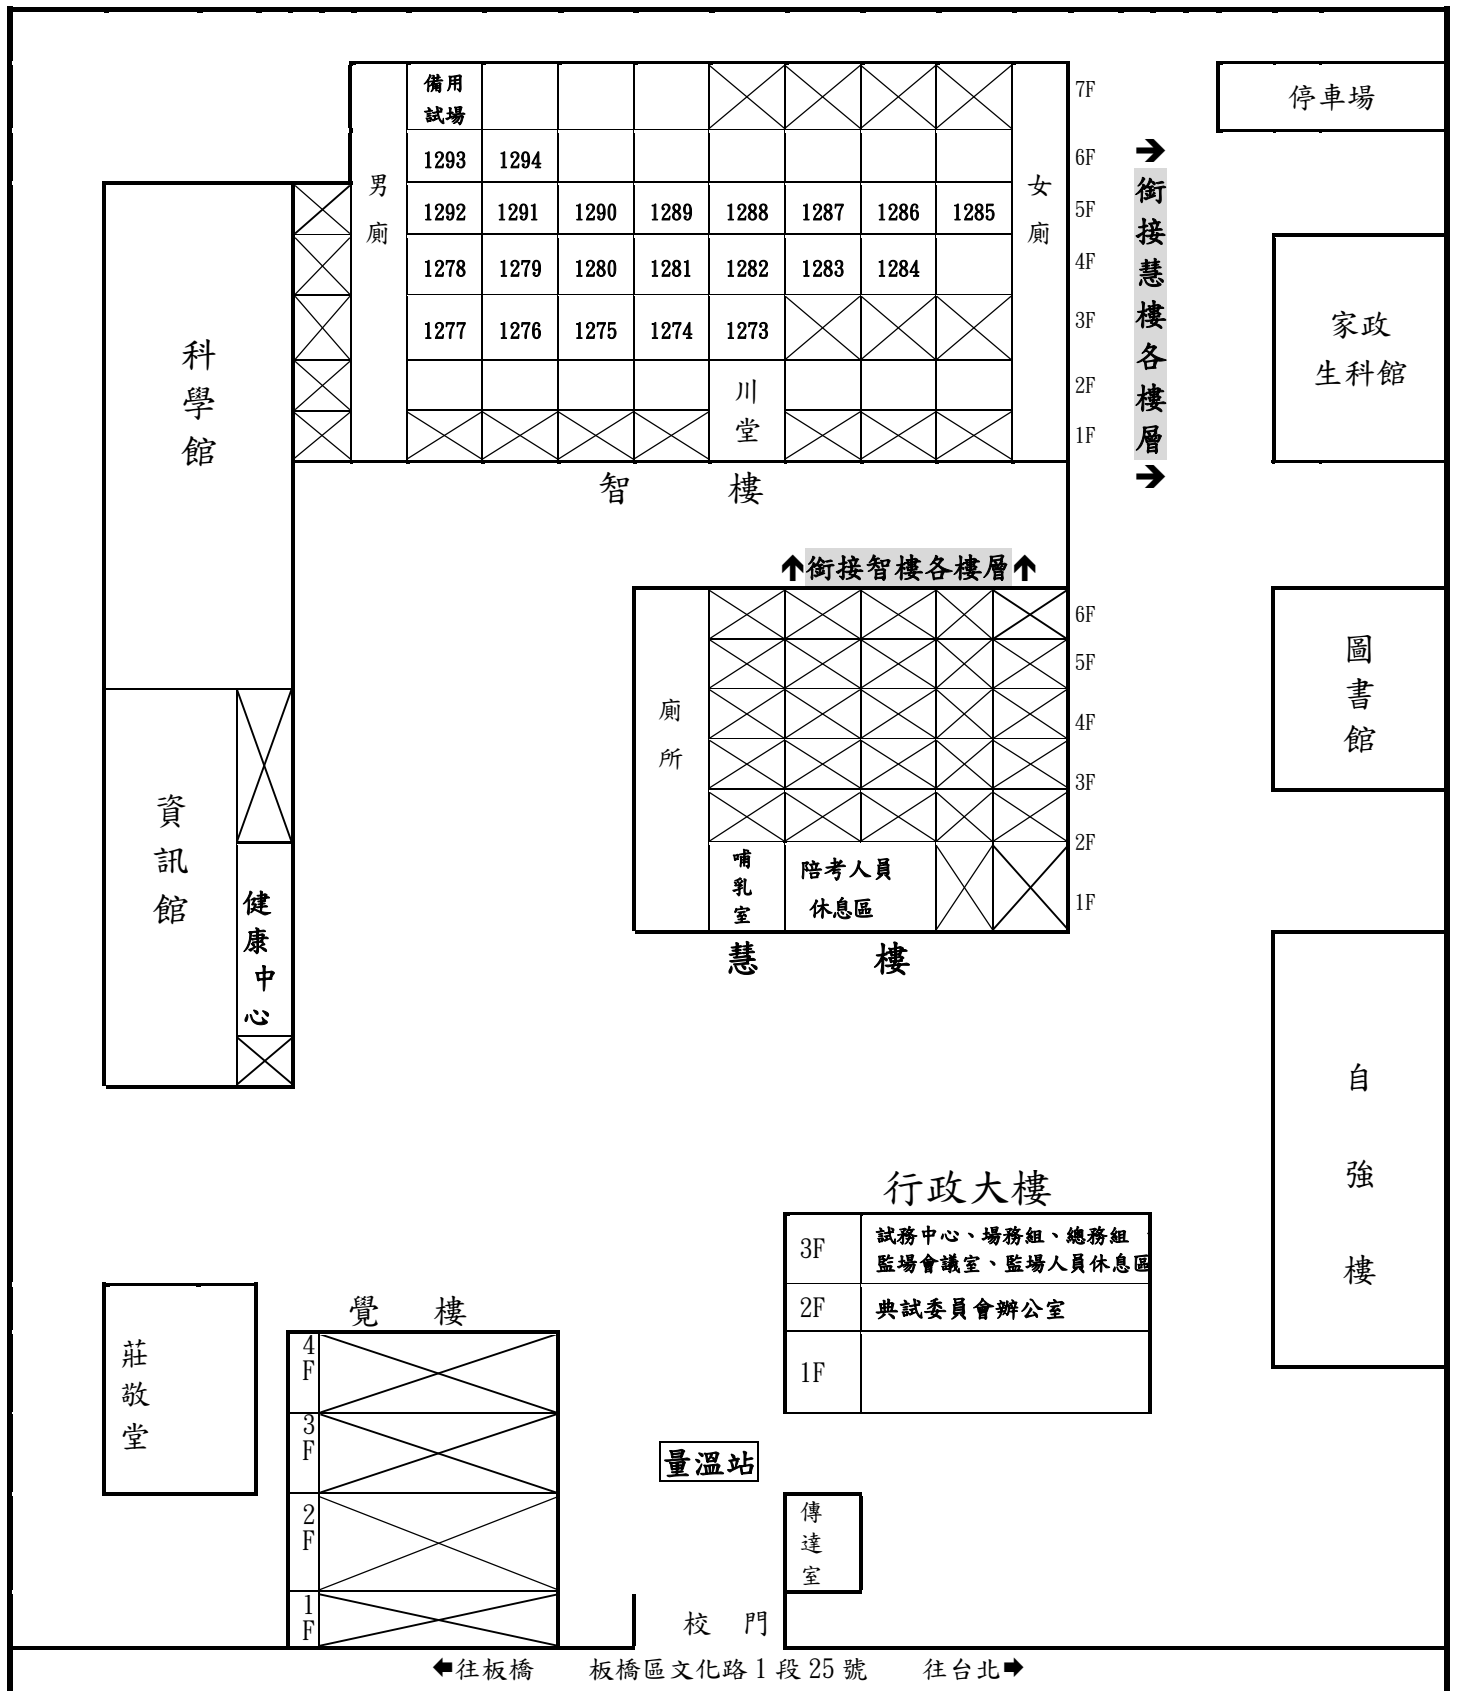 備用
試場
7F
停車場
1293 1294
6F
男廁
女廁
1292 1291 1290 1289 1288 1287 1286 1285
5F
➔銜接慧樓各樓層➔
1278 1279 1280 1281 1282 1283 1284
4F
1277 1276 1275 1274 1273
3F
科學館
家政
生科館
川堂
2F
1F
智樓
↑銜接智樓各樓層↑
6F
5F
4F
3F
2F
1F
廁所
圖書館
哺乳室
陪考人員
休息區
慧樓
資訊館
健康中心
自強樓
行政大樓
3F 試務中心、場務組、總務組
監場會議室、監場人員休息區
2F 典試委員會辦公室
1F
莊敬堂
覺樓
4F
3F
2F
1F
量溫站
傳達室
校門
⬅往板橋 板橋區文化路1段25號 往台北➡